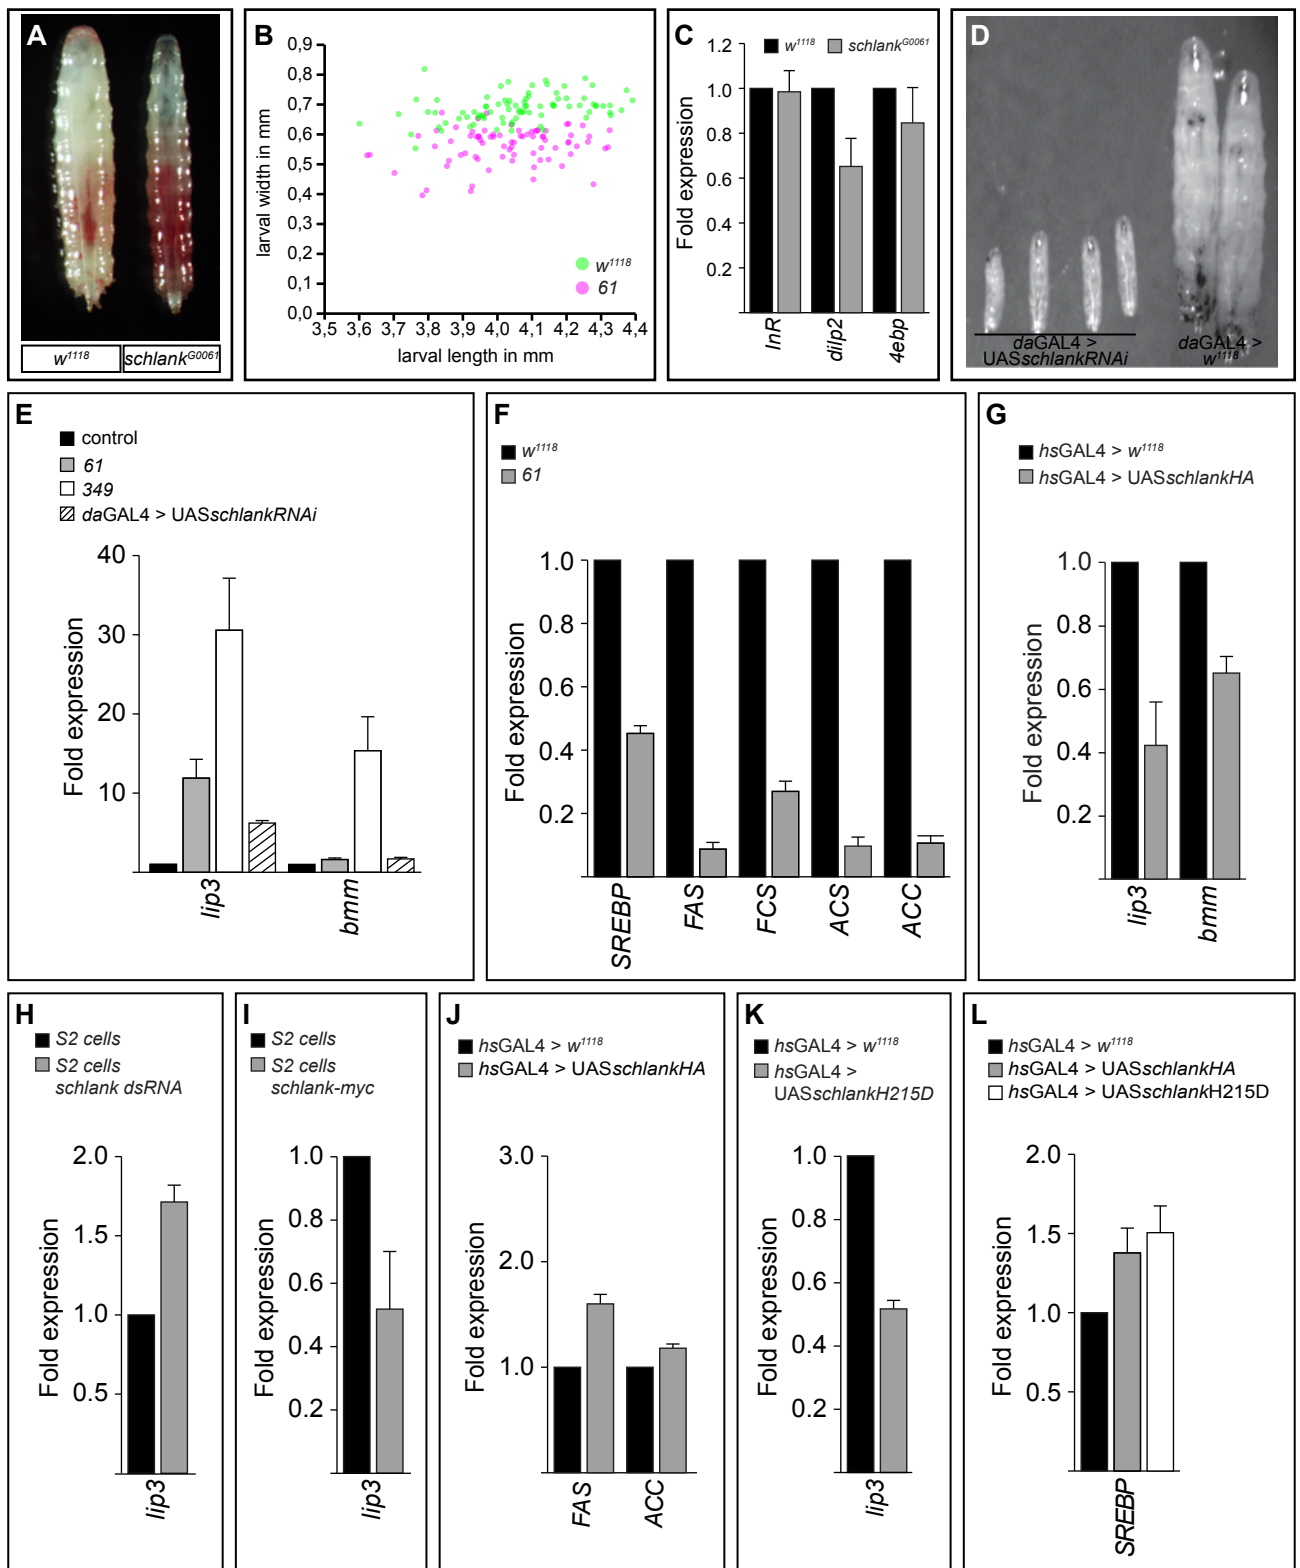 A
w1118
schlankG0061
B
larval width in mm
0,9
0,8
0,7
0,6
0,5
0,4
0,3
0,2
0,1
0,0
3,5
3,6
3,7
3,8
3,9
4,0
4,1
4,2
4,3
4,4
larval length in mm
w1118
61
C
w1118
schlankG0061
Fold expression
1.2
1.0
0.8
0.6
0.4
0.2
InR
dilp2
4ebp
D
daGAL4 >
UASschlankRNAi
daGAL4 >
w1118
E
control
61
349
daGAL4 > UASschlankRNAi
Fold expression
40
30
20
10
lip3
bmm
F
w1118
61
Fold expression
1.0
0.8
0.6
0.4
0.2
SREBP
FAS
FCS
ACS
ACC
G
hsGAL4 > w1118
hsGAL4 > UASschlankHA
Fold expression
1.0
0.8
0.6
0.4
0.2
lip3
bmm
H
S2 cells
S2 cells
schlank dsRNA
Fold expression
2.0
1.5
1.0
0.5
lip3
I
S2 cells
S2 cells
schlank-myc
Fold expression
1.0
0.8
0.6
0.4
0.2
lip3
J
hsGAL4 > w1118
hsGAL4 > UASschlankHA
Fold expression
3.0
2.0
1.0
FAS
ACC
K
hsGAL4 > w1118
hsGAL4 >
UASschlankH215D
Fold expression
1.0
0.8
0.6
0.4
0.2
lip3
L
hsGAL4 > w1118
hsGAL4 > UASschlankHA
hsGAL4 > UASschlankH215D
Fold expression
2.0
1.5
1.0
0.5
SREBP